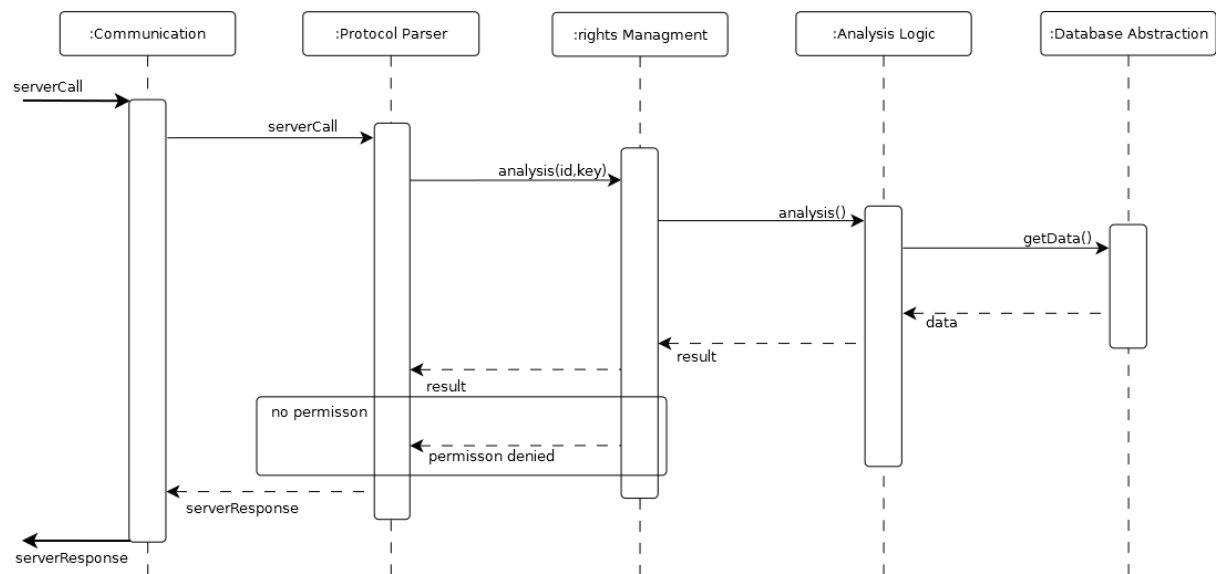 :Communication
:Protocol Parser
:rights Managment
:Analysis Logic
:Database Abstraction
serverCall
serverCall
analysis(id,key)
analysis()
getData()
data
result
result
no permisson
permisson denied
serverResponse
serverResponse